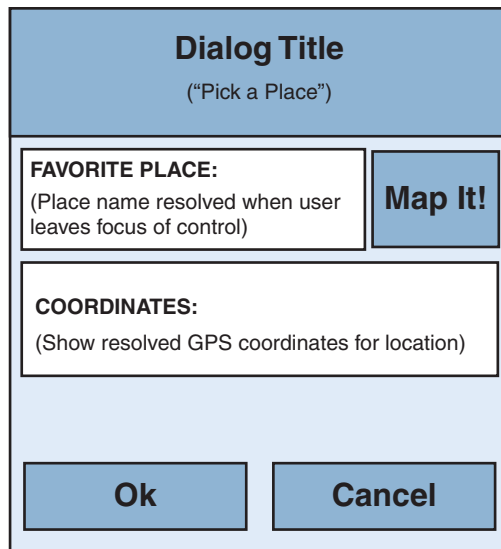 Dialog Title
(“Pick a Place”)
FAVORITE PLACE:
(Place name resolved when user
leaves focus of control)
Map It!
COORDINATES:
(Show resolved GPS coordinates for location)
Ok
Cancel